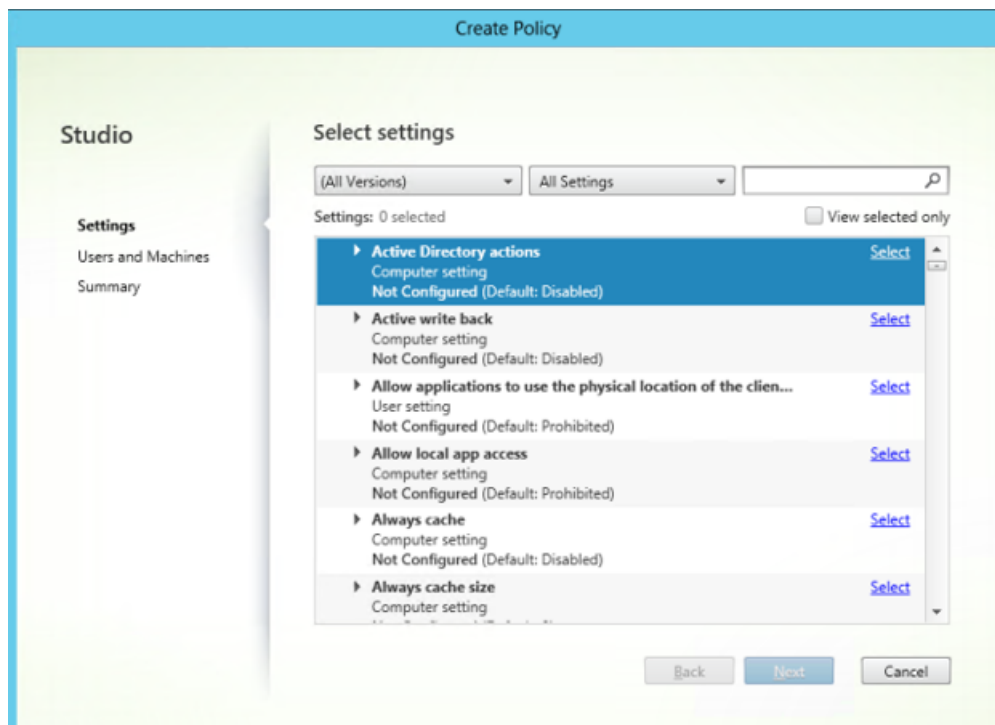 Create Policy
Studio
Settings
Users and Machines
Summary
Select settings
(All Versions) All Settings
Settings: 0 selected View selected only
Active Directory actions Select
Computer setting
Not Configured (Default: Disabled)
Active write back Select
Computer setting
Not Configured (Default: Disabled)
Allow applications to use the physical location of the clien... Select
User setting
Not Configured (Default: Prohibited)
Allow local app access Select
Computer setting
Not Configured (Default: Prohibited)
Always cache Select
Computer setting
Not Configured (Default: Disabled)
Always cache size Select
Computer setting
Back Next Cancel